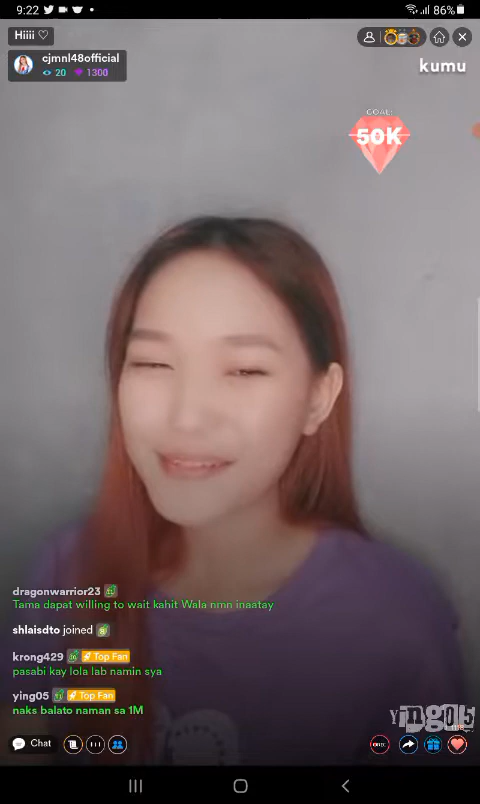 9:22
86%
Hiiii ♡
cjmnl48official
20 1300
kumu
GOAL:
50K
dragonwarrior23
Tama dapat willing to wait kahit Wala nmn inaatay
shlaisdto joined
krong429 Top Fan
pasabi kay lola lab namin sya
ying05 Top Fan
naks balato naman sa 1M
YiNG05
Chat